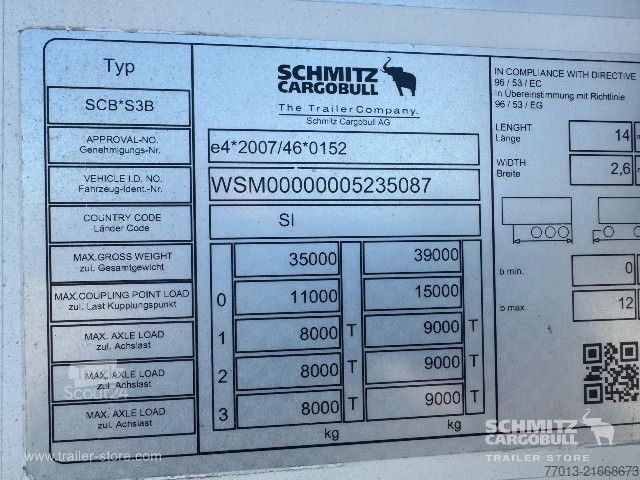 Typ
SCB*S3B
APPROVAL-NO.
Genehmigungs-Nr.
VEHICLE I.D. NO.
Fahrzeug-Ident.-Nr.
COUNTRY CODE
Länder Code
MAX.GROSS WEIGHT
zul. Gesamtgewicht
MAX.COUPLING POINT LOAD
zul. Last Kupplungspunkt
MAX. AXLE LOAD
zul. Achslast
MAX. AXLE LOAD
zul. Achslast
MAX. AXLE LOAD
zul. Achslast
SCHMITZ
CARGOBULL
The TrailerCompany.
Schmitz Cargobull AG
e4*2007/46*0152
WSM00000005235087
SI
35000 39000
0 11000 15000
1 8000 T 9000 T
2 8000 T 9000 T
3 8000 T 9000 T
kg kg
IN COMPLIANCE WITH DIRECTIVE
96 / 53 / EC
in Übereinstimmung mit Richtlinie
96 / 53 / EG
LENGHT
Länge
14
WIDTH
Breite
2,6
b min. 0
b max. 12
Scout24
www.trailer-store.com
SCHMITZ
CARGOBULL
TRAILER STORE
77013-21668673